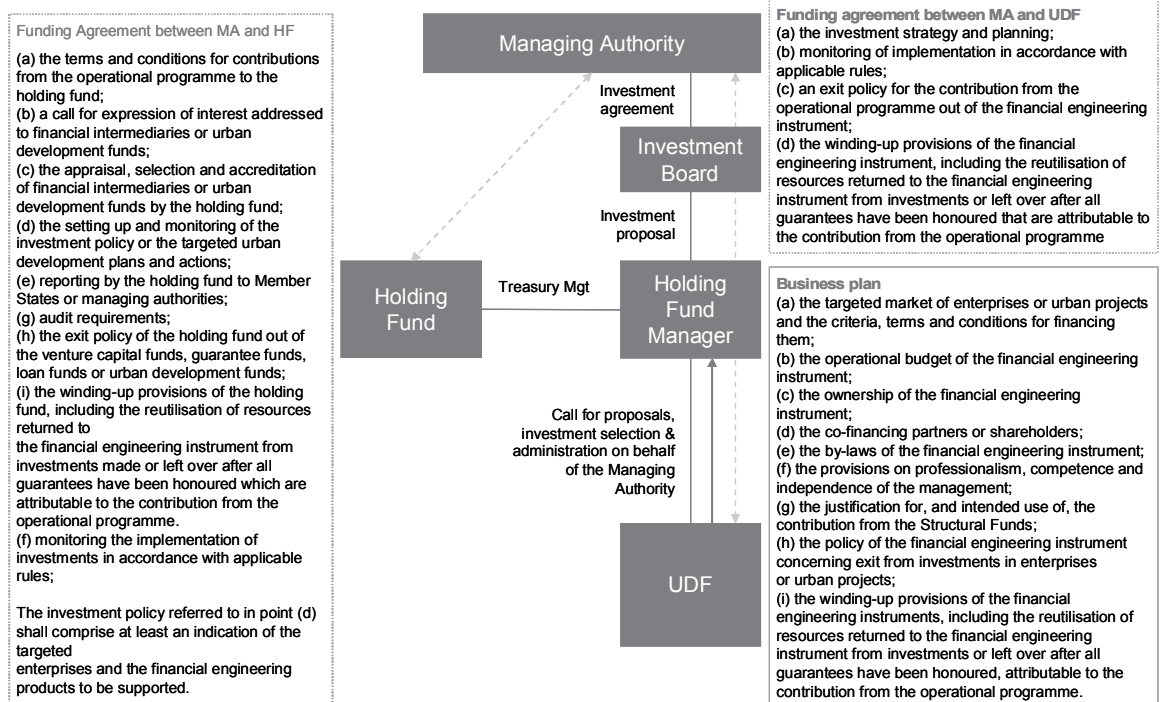 Funding Agreement between MA and HF
(a) the terms and conditions for contributions
from the operational programme to the
holding fund;
(b) a call for expression of interest addressed
to financial intermediaries or urban
development funds;
(c) the appraisal, selection and accreditation
of financial intermediaries or urban
development funds by the holding fund;
(d) the setting up and monitoring of the
investment policy or the targeted urban
development plans and actions;
(e) reporting by the holding fund to Member
States or managing authorities;
(g) audit requirements;
(h) the exit policy of the holding fund out of
the venture capital funds, guarantee funds,
loan funds or urban development funds;
(i) the winding-up provisions of the holding
fund, including the reutilisation of resources
returned to
the financial engineering instrument from
investments made or left over after all
guarantees have been honoured which are
attributable to the contribution from the
operational programme.
(f) monitoring the implementation of
investments in accordance with applicable
rules;
The investment policy referred to in point (d)
shall comprise at least an indication of the
targeted
enterprises and the financial engineering
products to be supported.
Managing Authority
Investment
agreement
Investment
Board
Investment
proposal
Holding
Fund
Treasury Mgt
Holding
Fund
Manager
Call for proposals,
investment selection &
administration on behalf
of the Managing
Authority
UDF
Funding agreement between MA and UDF
(a) the investment strategy and planning;
(b) monitoring of implementation in accordance with
applicable rules;
(c) an exit policy for the contribution from the
operational programme out of the financial engineering
instrument;
(d) the winding-up provisions of the financial
engineering instrument, including the reutilisation of
resources returned to the financial engineering
instrument from investments or left over after all
guarantees have been honoured that are attributable to
the contribution from the operational programme
Business plan
(a) the targeted market of enterprises or urban projects
and the criteria, terms and conditions for financing
them;
(b) the operational budget of the financial engineering
instrument;
(c) the ownership of the financial engineering
instrument;
(d) the co-financing partners or shareholders;
(e) the by-laws of the financial engineering instrument;
(f) the provisions on professionalism, competence and
independence of the management;
(g) the justification for, and intended use of, the
contribution from the Structural Funds;
(h) the policy of the financial engineering instrument
concerning exit from investments in enterprises
or urban projects;
(i) the winding-up provisions of the financial
engineering instruments, including the reutilisation of
resources returned to the financial engineering
instrument from investments or left over after all
guarantees have been honoured, attributable to the
contribution from the operational programme.